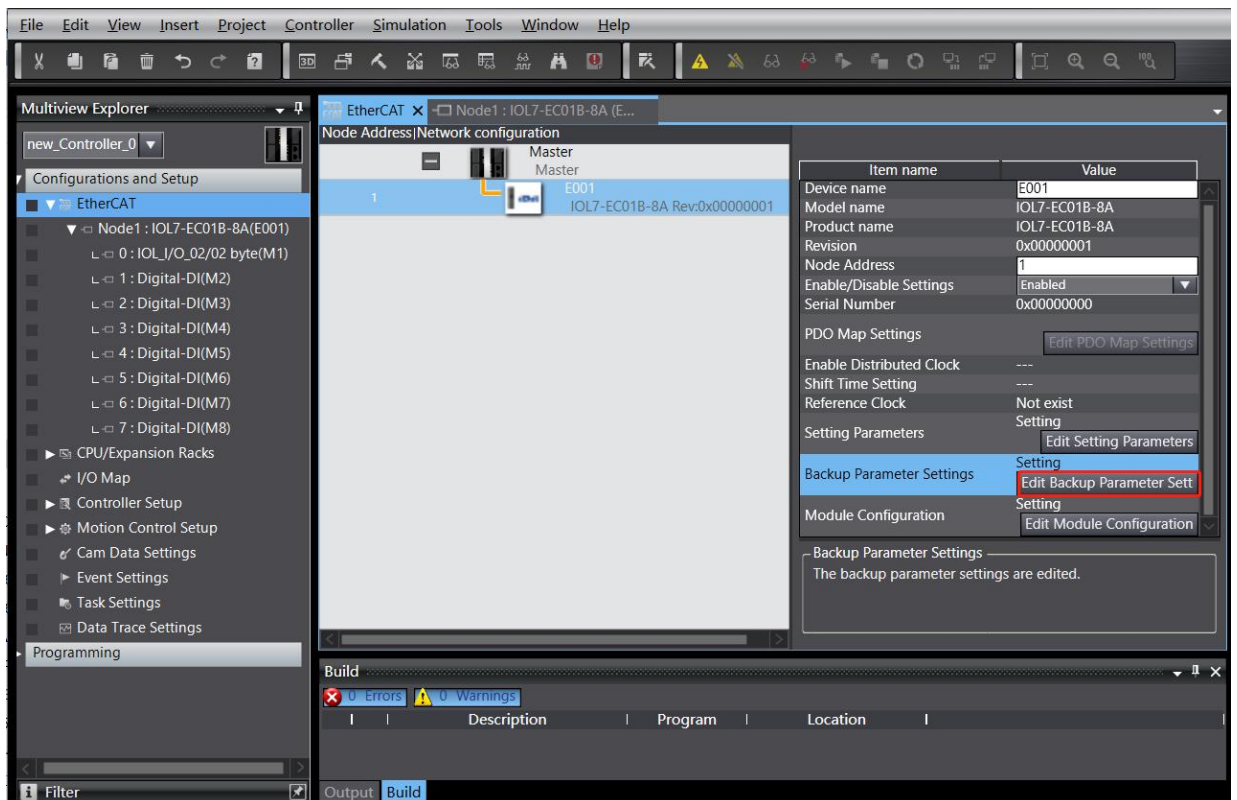 File Edit View Insert Project Controller Simulation Tools Window Help
3D
100%
Multiview Explorer
new_Controller_0
Configurations and Setup
EtherCAT
Node1 : IOL7-EC01B-8A(E001)
0 : IOL_I/O_02/02 byte(M1)
1 : Digital-DI(M2)
2 : Digital-DI(M3)
3 : Digital-DI(M4)
4 : Digital-DI(M5)
5 : Digital-DI(M6)
6 : Digital-DI(M7)
7 : Digital-DI(M8)
CPU/Expansion Racks
I/O Map
Controller Setup
Motion Control Setup
Cam Data Settings
Event Settings
Task Settings
Data Trace Settings
Programming
Filter
EtherCAT Node1 : IOL7-EC01B-8A (E...
Node Address|Network configuration
Master
Master
1 E001
IOL7-EC01B-8A Rev:0x00000001
Item name Value
Device name E001
Model name IOL7-EC01B-8A
Product name IOL7-EC01B-8A
Revision 0x00000001
Node Address 1
Enable/Disable Settings Enabled
Serial Number 0x00000000
PDO Map Settings Edit PDO Map Settings
Enable Distributed Clock ---
Shift Time Setting ---
Reference Clock Not exist
Setting Parameters Setting
Edit Setting Parameters
Backup Parameter Settings Setting
Edit Backup Parameter Sett
Module Configuration Setting
Edit Module Configuration
Backup Parameter Settings
The backup parameter settings are edited.
Build
0 Errors 0 Warnings
Description Program Location
Output Build